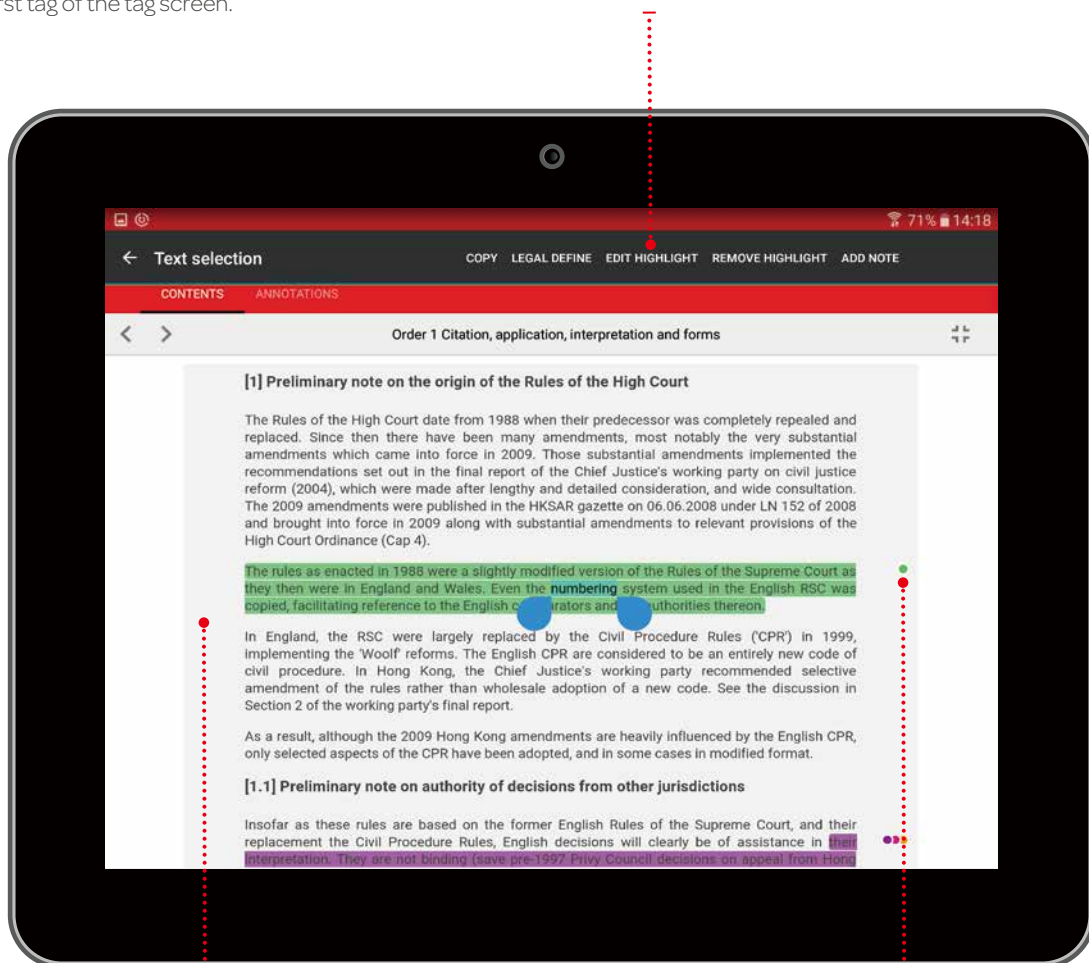 rst tag of the tag screen.
71% 14:18
Text selection COPY LEGAL DEFINE EDIT HIGHLIGHT REMOVE HIGHLIGHT ADD NOTE
CONTENTS ANNOTATIONS
Order 1 Citation, application, interpretation and forms
[1] Preliminary note on the origin of the Rules of the High Court
The Rules of the High Court date from 1988 when their predecessor was completely repealed and
replaced. Since then there have been many amendments, most notably the very substantial
amendments which came into force in 2009. Those substantial amendments implemented the
recommendations set out in the final report of the Chief Justice's working party on civil justice
reform (2004), which were made after lengthy and detailed consideration, and wide consultation.
The 2009 amendments were published in the HKSAR gazette on 06.06.2008 under LN 152 of 2008
and brought into force in 2009 along with substantial amendments to relevant provisions of the
High Court Ordinance (Cap 4).
The rules as enacted in 1988 were a slightly modified version of the Rules of the Supreme Court as
they then were in England and Wales. Even the numbering system used in the English RSC was
copied, facilitating reference to the English and authorities thereon.
In England, the RSC were largely replaced by the Civil Procedure Rules ('CPR') in 1999,
implementing the 'Woolf' reforms. The English CPR are considered to be an entirely new code of
civil procedure. In Hong Kong, the Chief Justice's working party recommended selective
amendment of the rules rather than wholesale adoption of a new code. See the discussion in
Section 2 of the working party's final report.
As a result, although the 2009 Hong Kong amendments are heavily influenced by the English CPR,
only selected aspects of the CPR have been adopted, and in some cases in modified format.
[1.1] Preliminary note on authority of decisions from other jurisdictions
Insofar as these rules are based on the former English Rules of the Supreme Court, and their
replacement the Civil Procedure Rules, English decisions will clearly be of assistance in their
interpretation. They are not binding (save pre-1997 Privy Council decisions on appeal from Hong